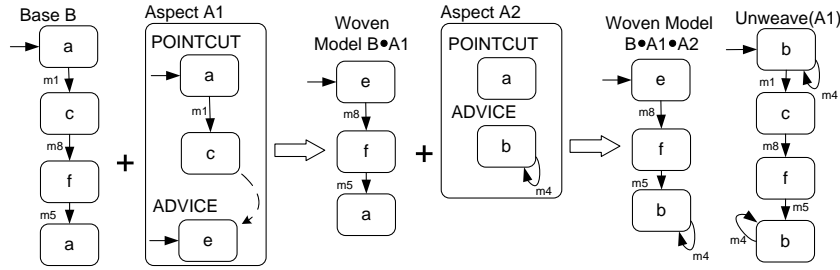 Base B
a
m1
c
m8
f
m5
a
+
Aspect A1
POINTCUT
a
m1
c
ADVICE
e
Woven
Model B●A1
e
m8
f
m5
a
+
Aspect A2
POINTCUT
a
ADVICE
b
m4
Woven Model
B●A1●A2
e
m8
f
m5
b
m4
Unweave(A1)
b
m4
m1
c
m8
f
m5
m4
b